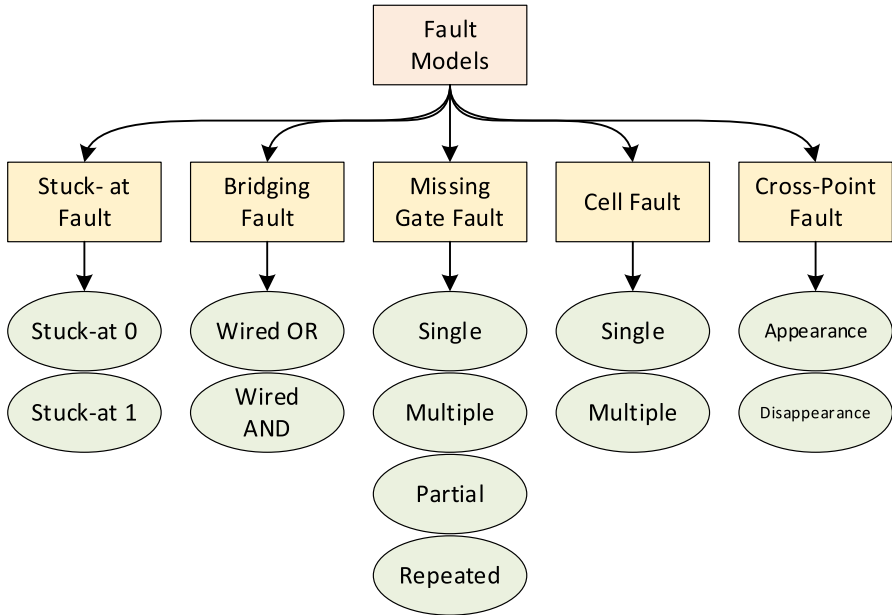 Fault
Models
Stuck- at
Fault
Bridging
Fault
Missing
Gate Fault
Cell Fault
Cross-Point
Fault
Stuck-at 0
Wired OR
Single
Single
Appearance
Stuck-at 1
Wired
AND
Multiple
Multiple
Disappearance
Partial
Repeated